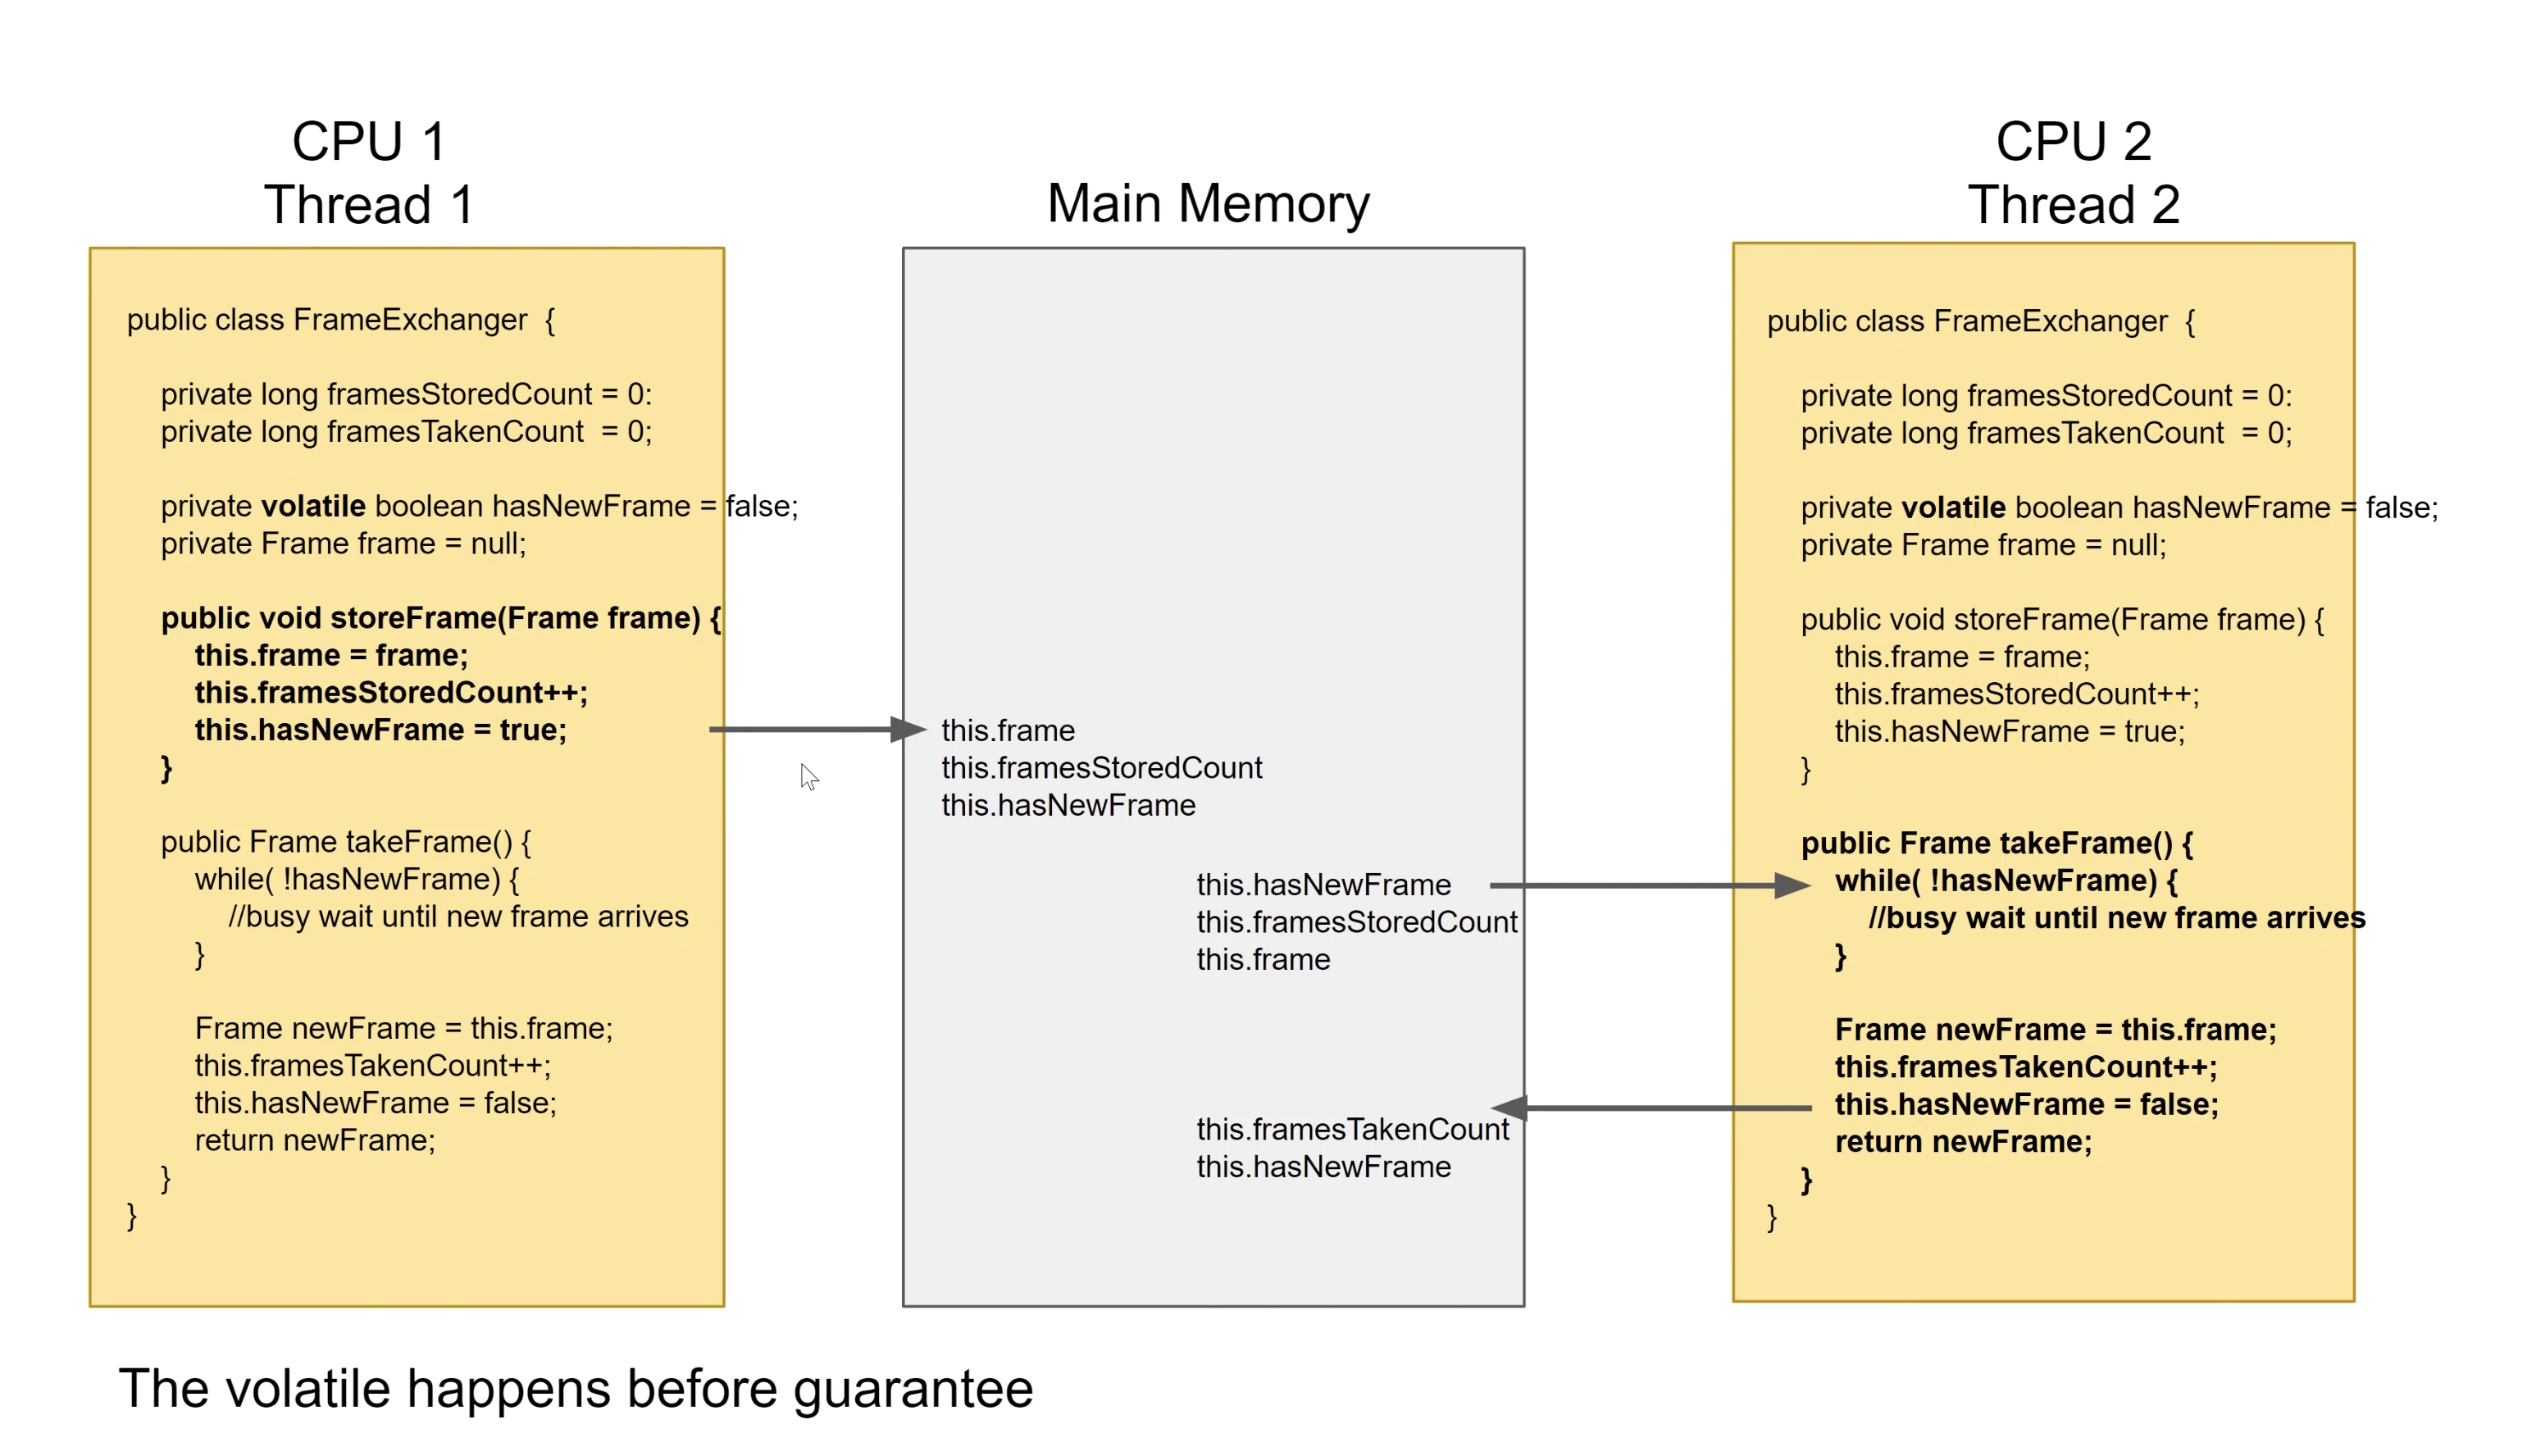 CPU 1
Thread 1
public class FrameExchanger {
private long framesStoredCount = 0:
private long framesTakenCount = 0;
private volatile boolean hasNewFrame = false;
private Frame frame = null;
public void storeFrame(Frame frame) {
this.frame = frame;
this.framesStoredCount++;
this.hasNewFrame = true;
}
public Frame takeFrame() {
while( !hasNewFrame) {
//busy wait until new frame arrives
}
Frame newFrame = this.frame;
this.framesTakenCount++;
this.hasNewFrame = false;
return newFrame;
}
}
Main Memory
this.frame
this.framesStoredCount
this.hasNewFrame
this.hasNewFrame
this.framesStoredCount
this.frame
this.framesTakenCount
this.hasNewFrame
CPU 2
Thread 2
public class FrameExchanger {
private long framesStoredCount = 0:
private long framesTakenCount = 0;
private volatile boolean hasNewFrame = false;
private Frame frame = null;
public void storeFrame(Frame frame) {
this.frame = frame;
this.framesStoredCount++;
this.hasNewFrame = true;
}
public Frame takeFrame() {
while( !hasNewFrame) {
//busy wait until new frame arrives
}
Frame newFrame = this.frame;
this.framesTakenCount++;
this.hasNewFrame = false;
return newFrame;
}
}
The volatile happens before guarantee